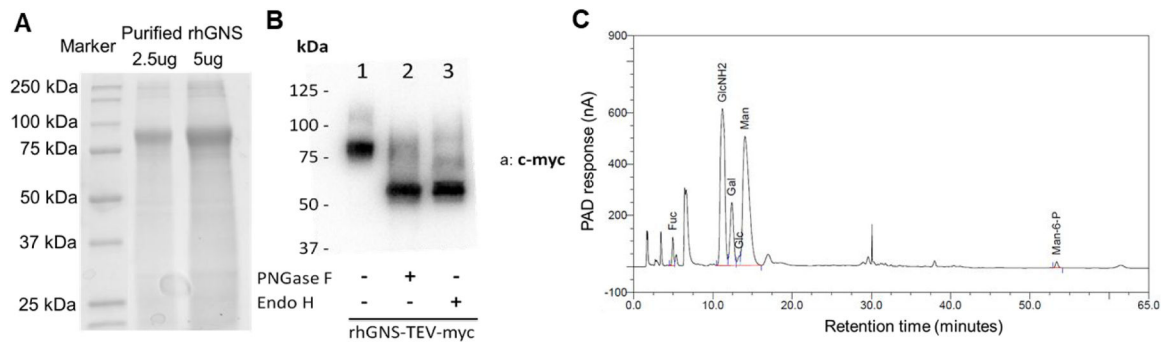 A
Marker
Purified rhGNS
2.5ug 5ug
250 kDa
100 kDa
75 kDa
50 kDa
37 kDa
25 kDa
B
kDa
1 2 3
125 -
100 -
75 -
50 -
37 -
a: c-myc
PNGase F - + -
Endo H - - +
rhGNS-TEV-myc
C
PAD response (nA)
900
600
400
200
-100
Fuc
GlcNH2
Gal
Glc
Man
Man-6-P
0.0 10.0 20.0 30.0 40.0 50.0 65.0
Retention time (minutes)